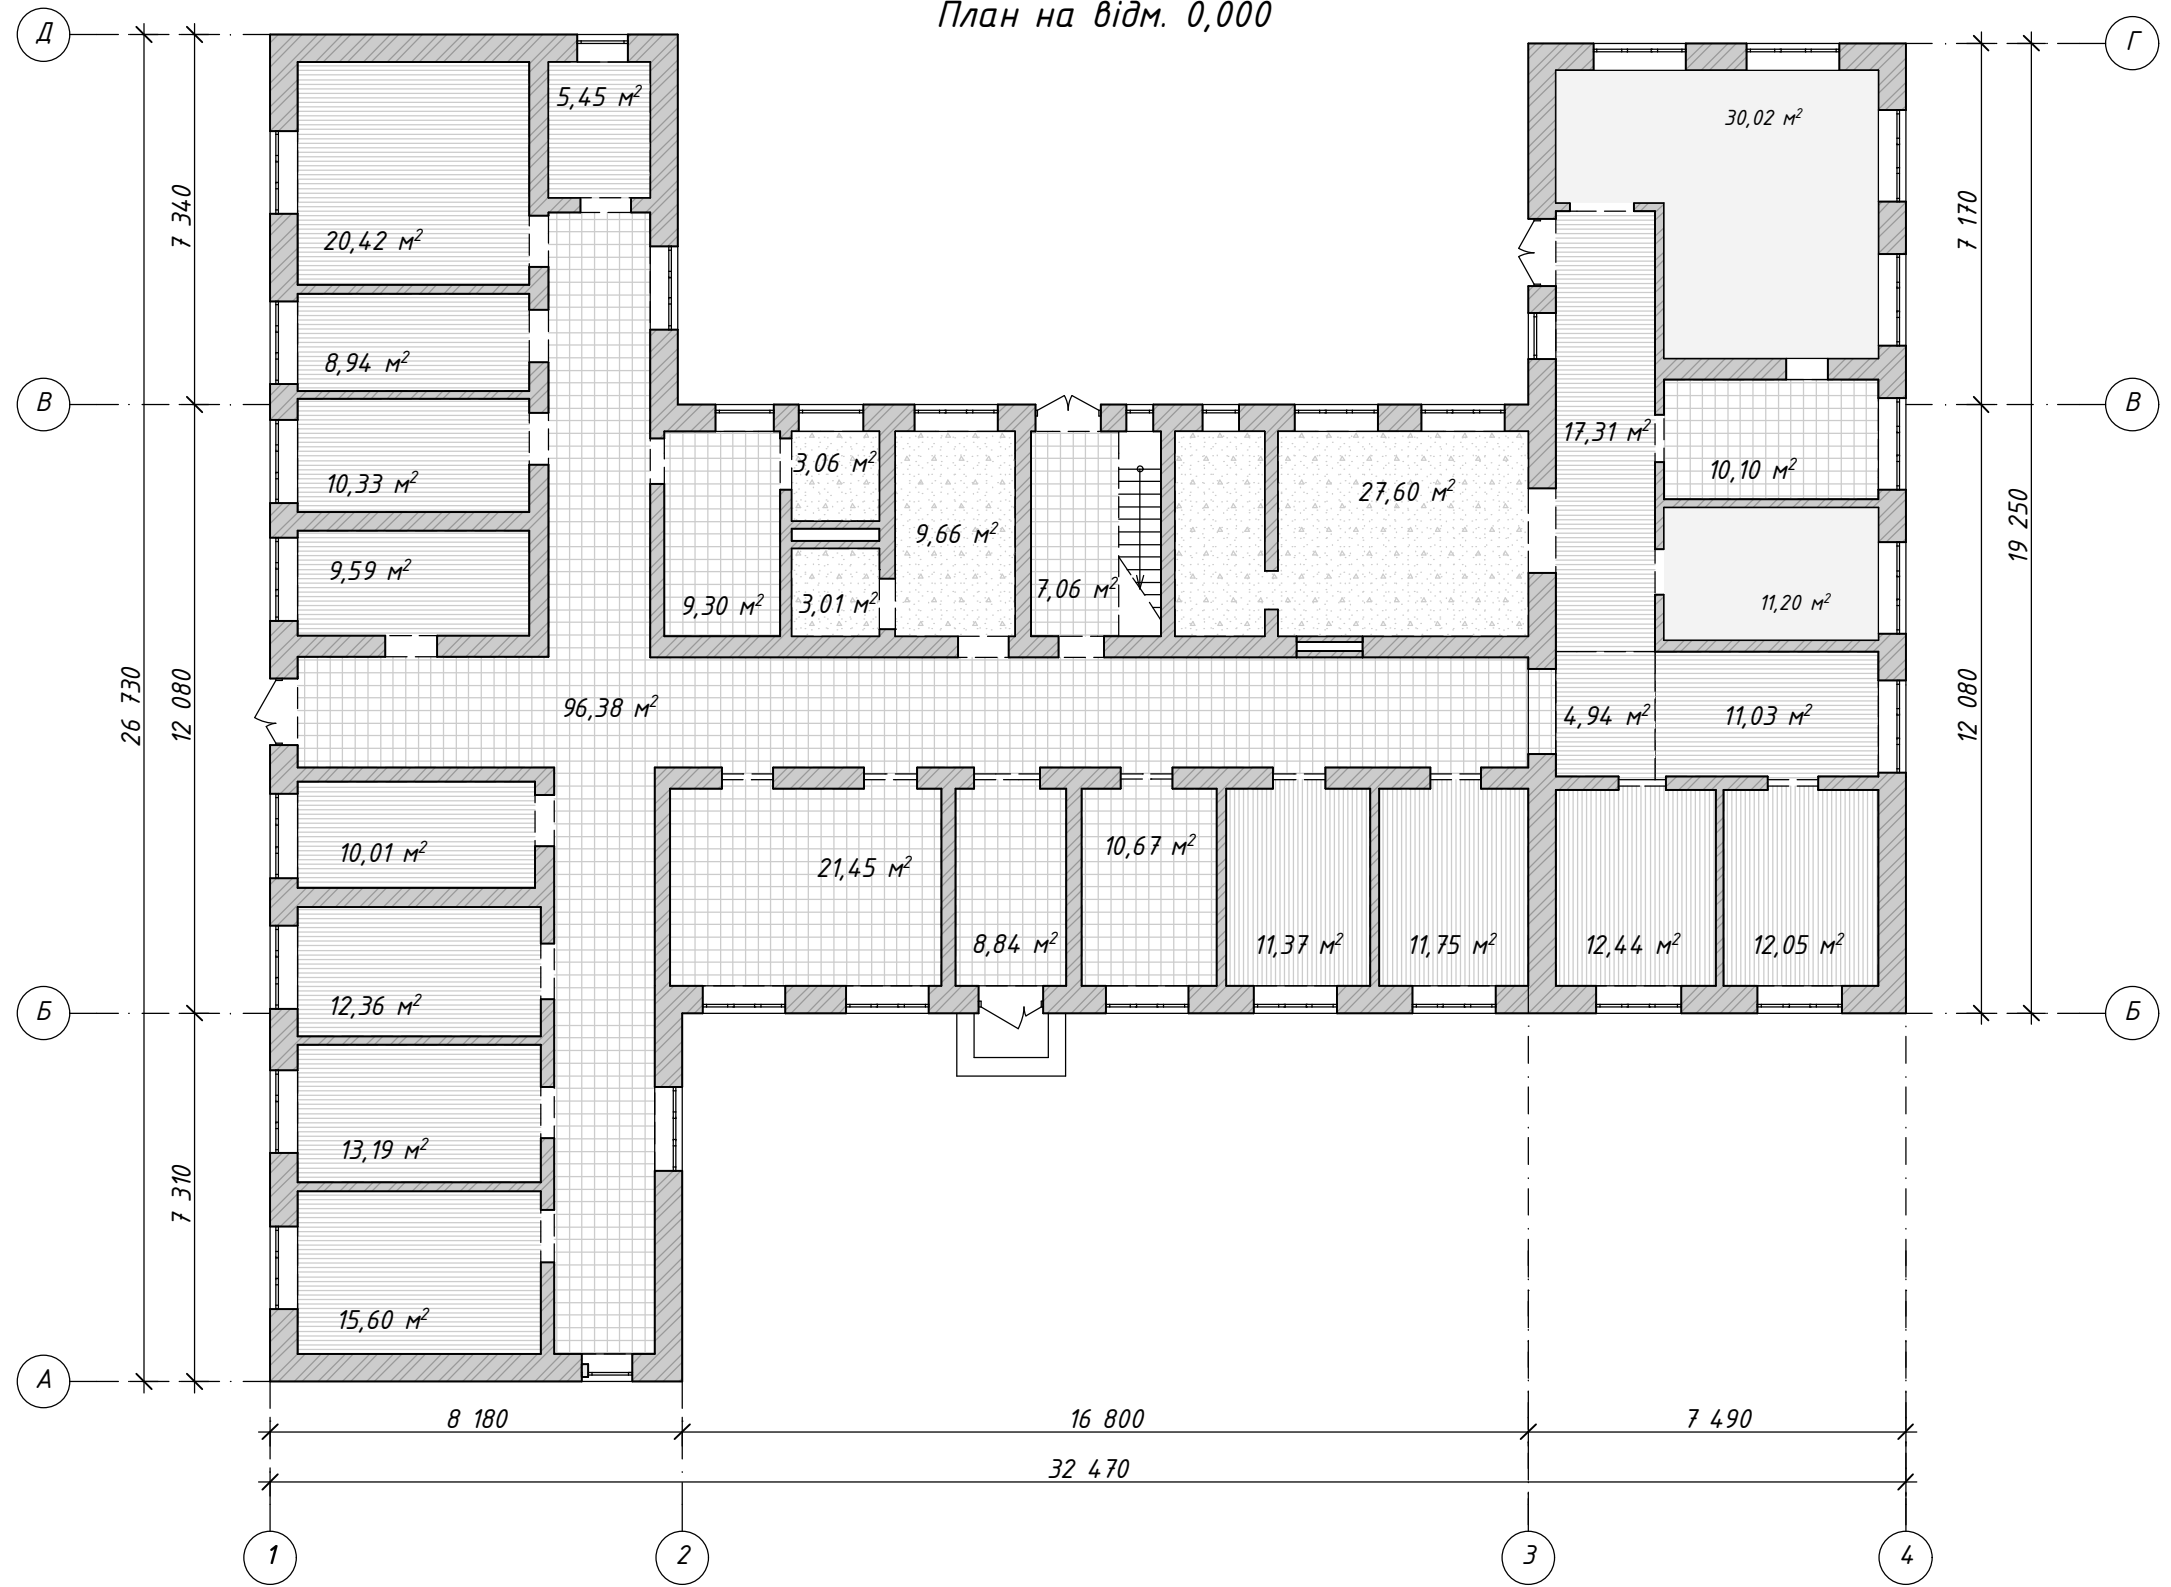 План на відм. 0,000
Д
Г
5,45 м²
30,02 м²
7 340
7 170
20,42 м²
8,94 м²
В
В
17,31 м²
3,06 м²
10,10 м²
10,33 м²
27,60 м²
19 250
9,66 м²
9,59 м²
7,06 м²
9,30 м²
3,01 м²
11,20 м²
26 730
12 080
96,38 м²
4,94 м²
11,03 м²
12 080
10,01 м²
21,45 м²
10,67 м²
8,84 м²
11,37 м²
11,75 м²
12,44 м²
12,05 м²
12,36 м²
Б
Б
13,19 м²
7 310
15,60 м²
А
8 180
16 800
7 490
32 470
1
2
3
4